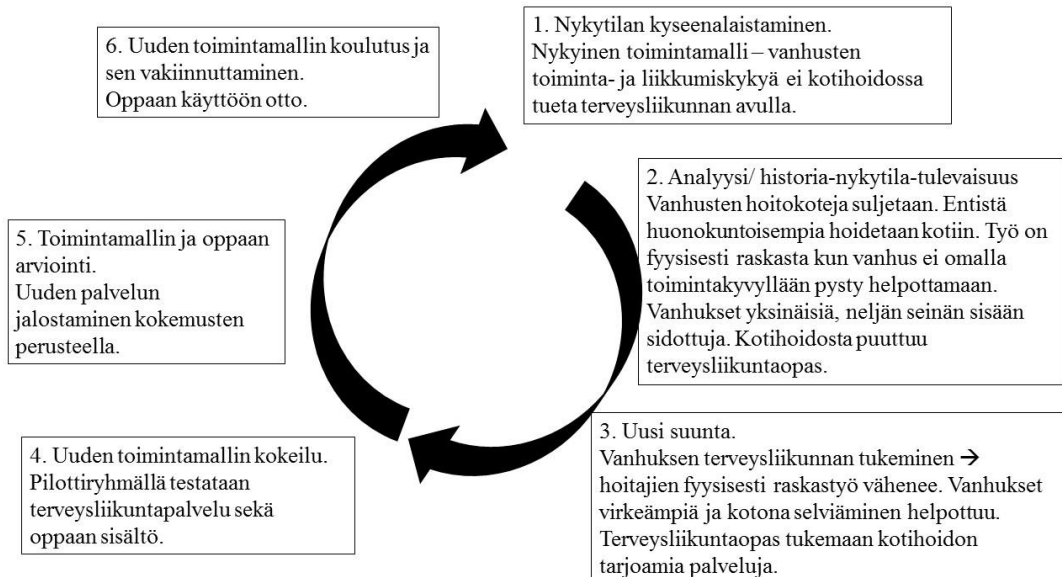 1. Nykytilan kyseenalaistaminen.
Nykyinen toimintamalli – vanhusten
toiminta- ja liikkumiskykyä ei kotihoidossa
tueta terveysliikunnan avulla.
2. Analyysi/ historia-nykytila-tulevaisuus
Vanhusten hoitokoteja suljetaan. Entistä
huonokuntoisempia hoidetaan kotiin. Työ on
fyysisesti raskasta kun vanhus ei omalla
toimintakyvyllään pysty helpottamaan.
Vanhukset yksinäisiä, neljän seinän sisään
sidottuja. Kotihoidosta puuttuu
terveysliikuntaopas.
3. Uusi suunta.
Vanhuksen terveysliikunnan tukeminen →
hoitajien fyysisesti raskastyö vähenee. Vanhukset
virkeämpiä ja kotona selviäminen helpottuu.
Terveysliikuntaopas tukemaan kotihoidon
tarjoamia palveluja.
4. Uuden toimintamallin kokeilu.
Pilottiryhmällä testataan
terveysliikuntapalvelu sekä
oppaan sisältö.
5. Toimintamallin ja oppaan
arviointi.
Uuden palvelun
jalostaminen kokemusten
perusteella.
6. Uuden toimintamallin koulutus ja
sen vakiinnuttaminen.
Oppaan käyttöön otto.